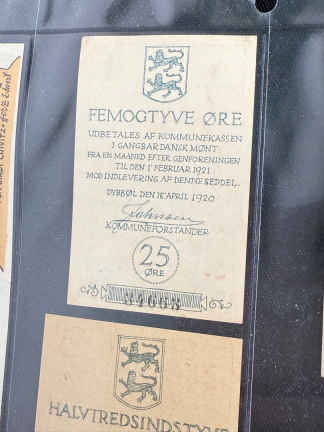 FEMOGTYVE ØRE
UDBETALES AF KOMMUNEKASSEN
I GANGBAR DANSK MØNT
FRA EN MAANED EFTER GENFORENINGEN
TIL DEN 1 FEBRUAR 1921
MOD INDLEVERING AF DENNE SEDDEL.
DYBBØL DEN 15 APRIL 1920
KOMMUNEFORSTANDER
25
ØRE
HALVTREDSINDSTYVE